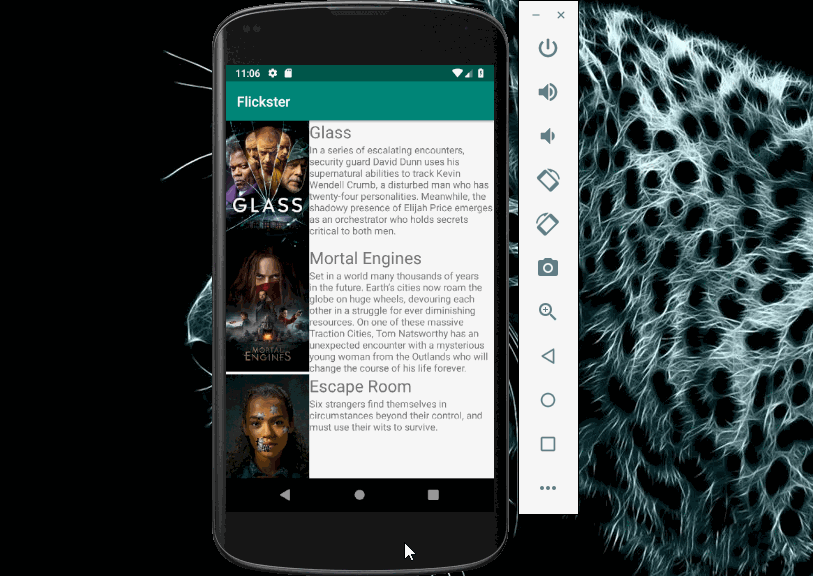 11:06
Flickster
GLASS
Glass
In a series of escalating encounters,
security guard David Dunn uses his
supernatural abilities to track Kevin
Wendell Crumb, a disturbed man who has
twenty-four personalities. Meanwhile, the
shadowy presence of Elijah Price emerges
as an orchestrator who holds secrets
critical to both men.
MORTAL
ENGINES
Mortal Engines
Set in a world many thousands of years
in the future. Earth's cities now roam the
globe on huge wheels, devouring each
other in a struggle for ever diminishing
resources. On one of these massive
Traction Cities, Tom Natsworthy has an
unexpected encounter with a mysterious
young woman from the Outlands who will
change the course of his life forever.
Escape Room
Six strangers find themselves in
circumstances beyond their control, and
must use their wits to survive.